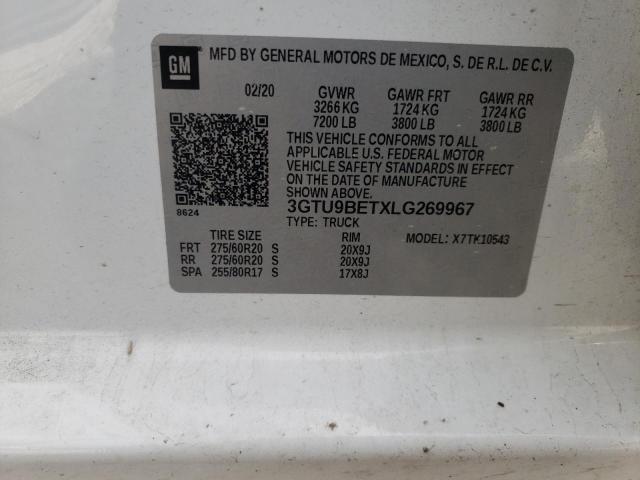 GM
MFD BY GENERAL MOTORS DE MEXICO, S. DE R.L. DE C.V.
02/20 GVWR GAWR FRT GAWR RR
3266 KG 1724 KG 1724 KG
7200 LB 3800 LB 3800 LB
THIS VEHICLE CONFORMS TO ALL
APPLICABLE U.S. FEDERAL MOTOR
VEHICLE SAFETY STANDARDS IN EFFECT
ON THE DATE OF MANUFACTURE
SHOWN ABOVE.
8624
3GTU9BETXLG269967
TYPE: TRUCK MODEL: X7TK10543
TIRE SIZE RIM
FRT 275/60R20 S 20X9J
RR 275/60R20 S 20X9J
SPA 255/80R17 S 17X8J